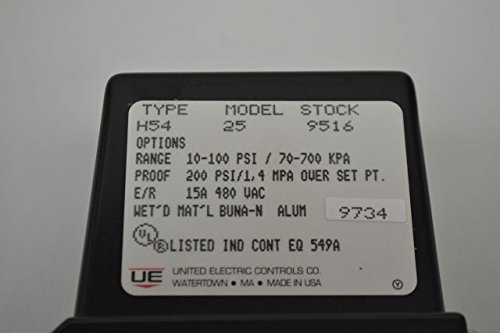 TYPE MODEL STOCK
H54 25 9516
OPTIONS
RANGE 10-100 PSI / 70-700 KPA
PROOF 200 PSI/1,4 MPA OVER SET PT.
E/R 15A 480 VAC
WET'D MAT'L BUNA-N ALUM 9734
UL ® LISTED IND CONT EQ 549A
UE UNITED ELECTRIC CONTROLS CO.
WATERTOWN • MA • MADE IN USA Y